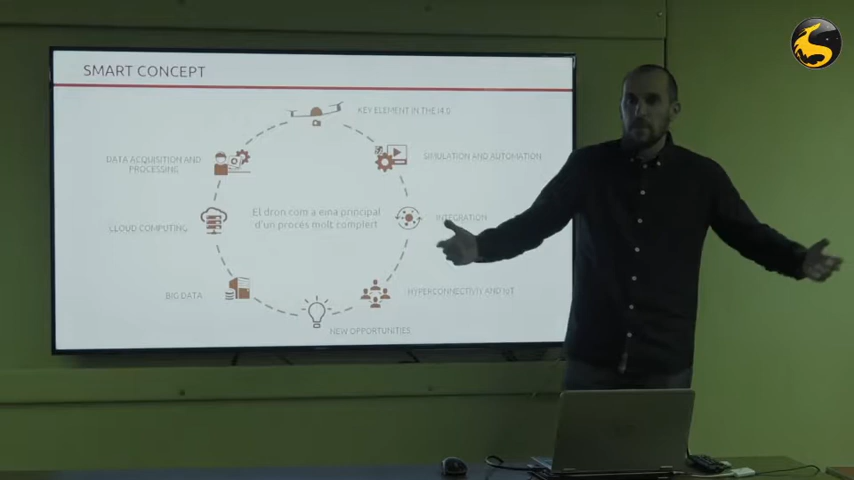 SMART CONCEPT
KEY ELEMENT IN THE I4.0
DATA ACQUISITION AND
PROCESSING
SIMULATION AND AUTOMATION
El dron com a eina principal
d'un procés molt complert
INTEGRATION
CLOUD COMPUTING
BIG DATA
HYPERCONNECTIVITY AND IoT
NEW OPPORTUNITIES